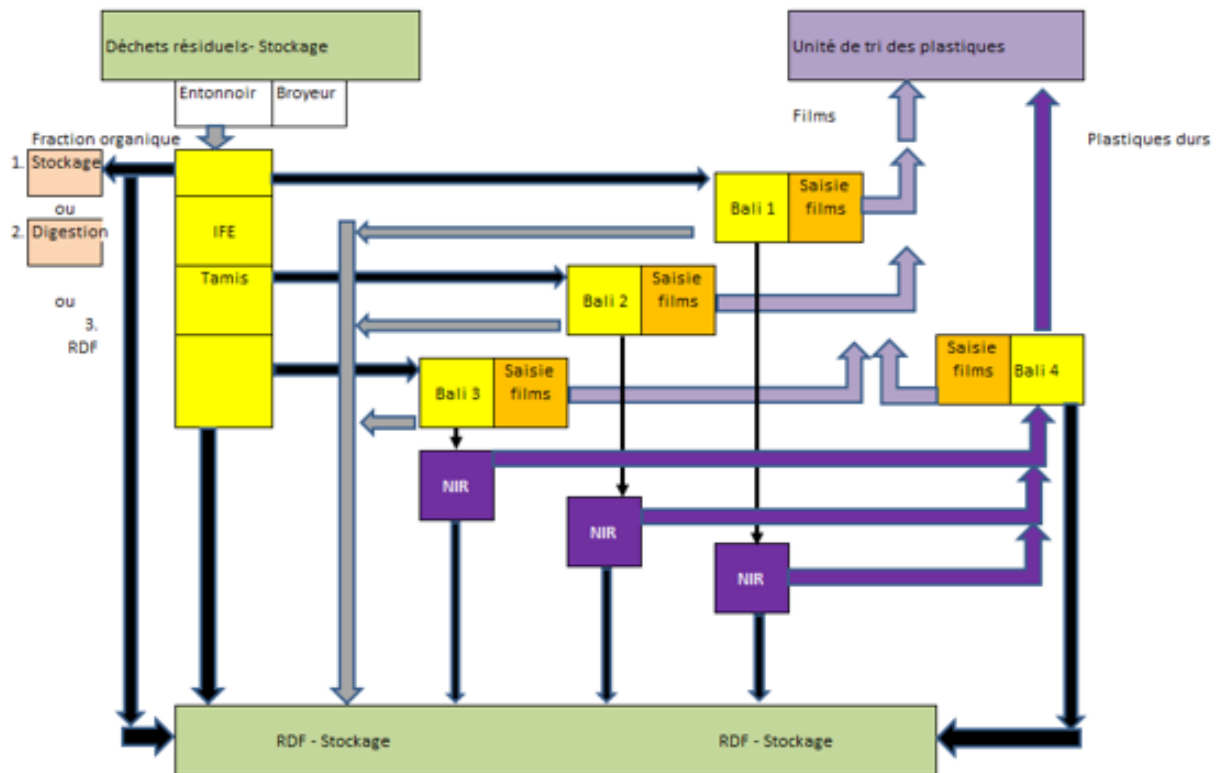 Déchets résiduels- Stockage
Unité de tri des plastiques
Entonnoir
Broyeur
Films
Fraction organique
Plastiques durs
1. Stockage
ou
2. Digestion
ou
3.
RDF
IFE
Tamis
Bali 1
Saisie
films
Bali 2
Saisie
films
Bali 3
Saisie
films
Saisie
films
Bali 4
NIR
NIR
NIR
RDF - Stockage
RDF - Stockage